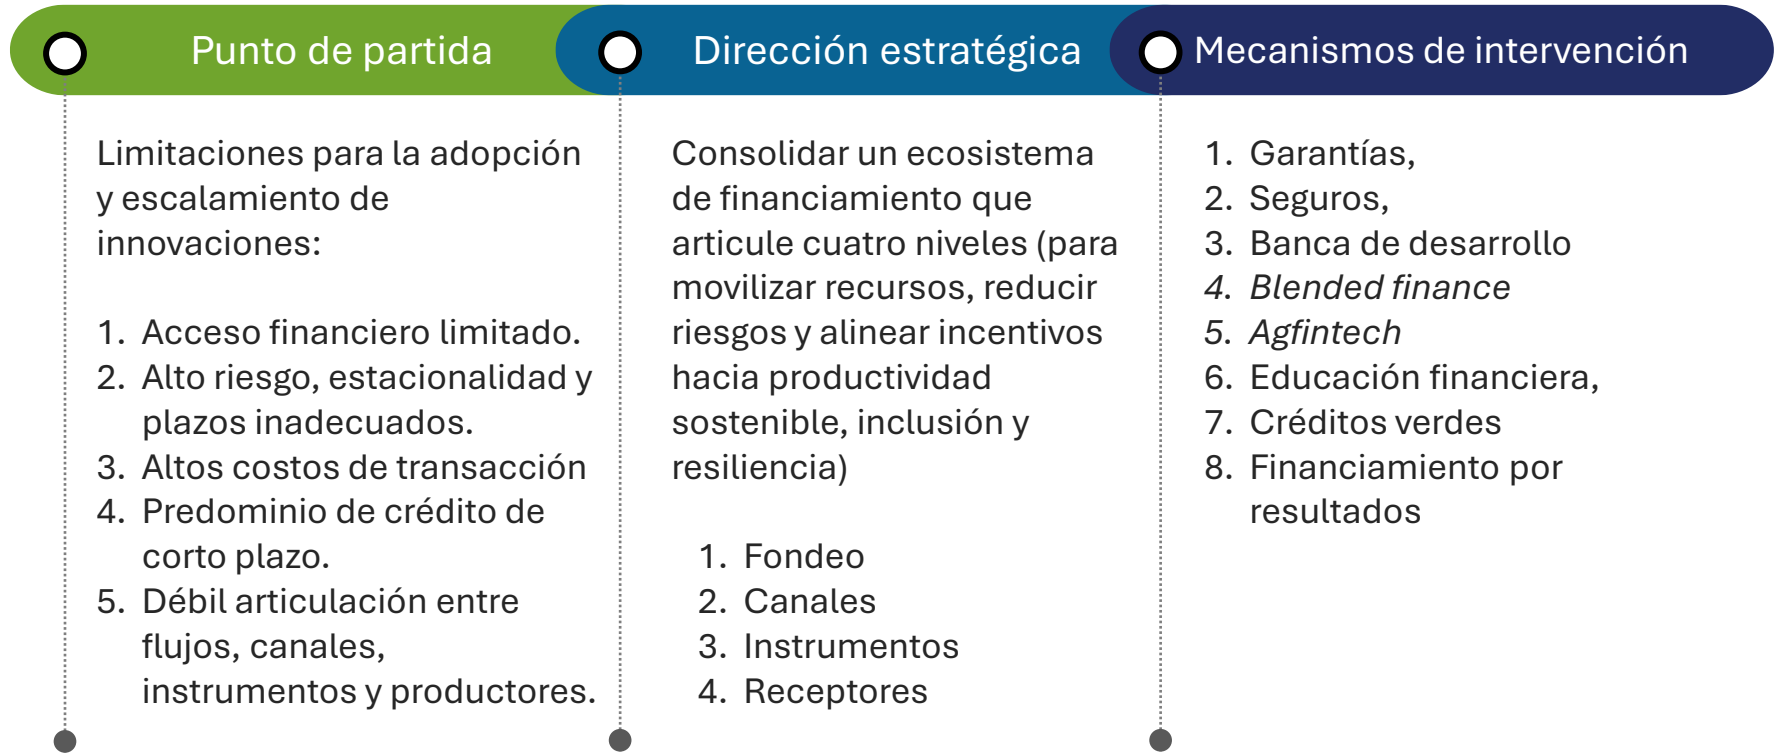 Punto de partida
Limitaciones para la adopción
y escalamiento de
innovaciones:
1. Acceso financiero limitado.
2. Alto riesgo, estacionalidad y
plazos inadecuados.
3. Altos costos de transacción
4. Predominio de crédito de
corto plazo.
5. Débil articulación entre
flujos, canales,
instrumentos y productores.
Dirección estratégica
Consolidar un ecosistema
de financiamiento que
articule cuatro niveles (para
movilizar recursos, reducir
riesgos y alinear incentivos
hacia productividad
sostenible, inclusión y
resiliencia)
1. Fondeo
2. Canales
3. Instrumentos
4. Receptores
Mecanismos de intervención
1. Garantías,
2. Seguros,
3. Banca de desarrollo
4. Blended finance
5. Agfintech
6. Educación financiera,
7. Créditos verdes
8. Financiamiento por
resultados